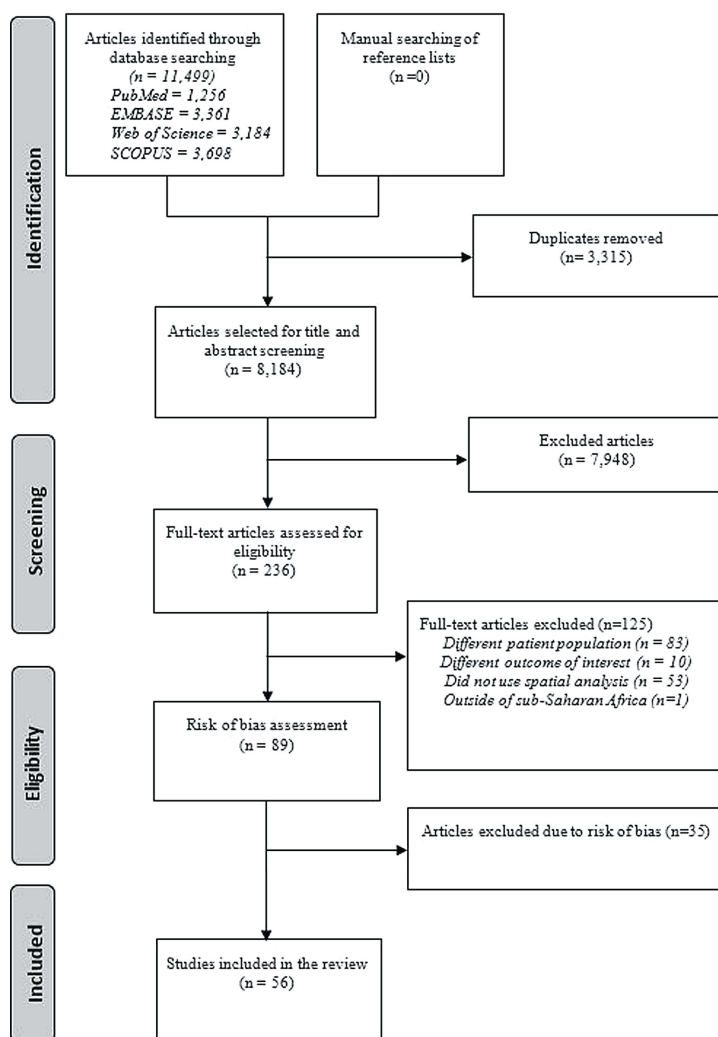 Identification
Articles identified through
database searching
(n = 11,499)
PubMed = 1,256
EMBASE = 3,361
Web of Science = 3,184
SCOPUS = 3,698
Manual searching of
reference lists
(n =0)
Duplicates removed
(n= 3,315)
Articles selected for title and
abstract screening
(n = 8,184)
Screening
Excluded articles
(n = 7,948)
Full-text articles assessed for
eligibility
(n = 236)
Full-text articles excluded (n=125)
Different patient population (n = 83)
Different outcome of interest (n = 10)
Did not use spatial analysis (n = 53)
Outside of sub-Saharan Africa (n=1)
Eligibility
Risk of bias assessment
(n = 89)
Articles excluded due to risk of bias (n=35)
Included
Studies included in the review
(n = 56)